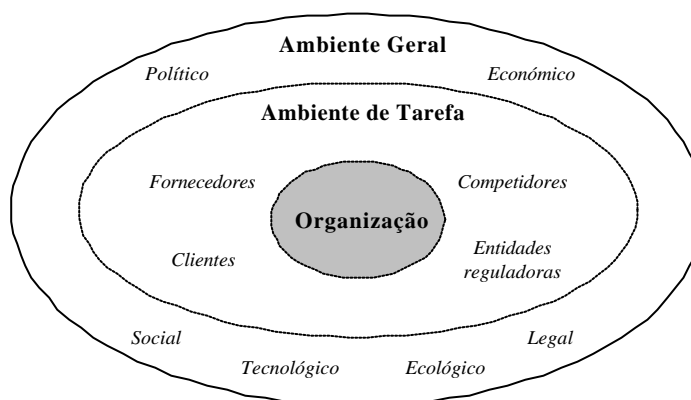 Ambiente Geral
Político
Económico
Ambiente de Tarefa
Fornecedores
Competidores
Organização
Clientes
Entidades
reguladoras
Social
Legal
Tecnológico
Ecológico